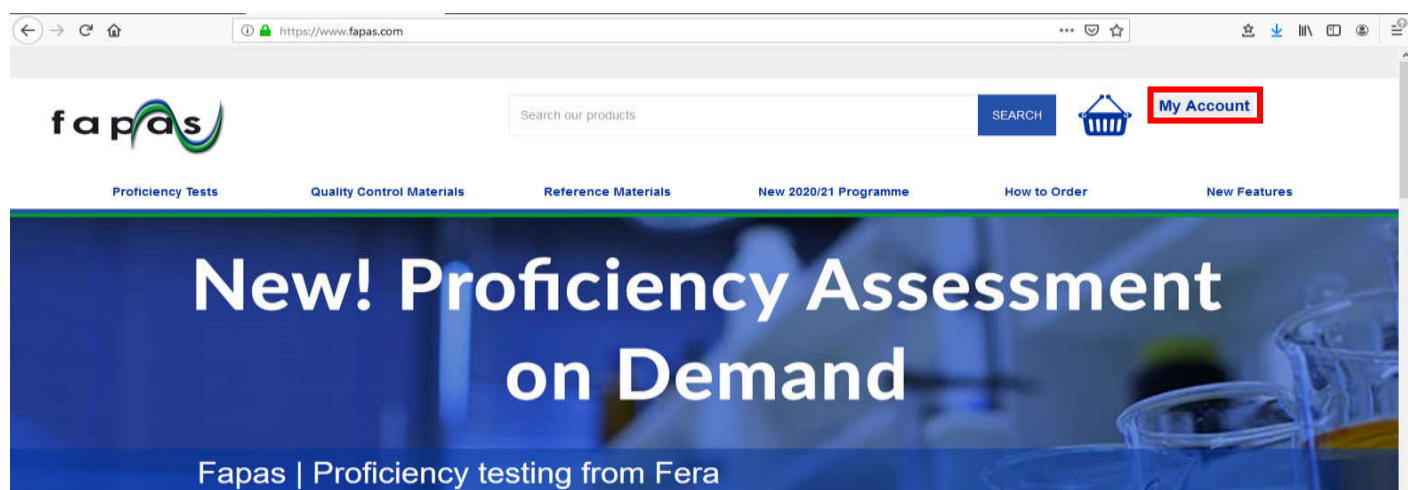 https://www.fapas.com
fapas
Search our products
SEARCH
My Account
Proficiency Tests
Quality Control Materials
Reference Materials
New 2020/21 Programme
How to Order
New Features
New! Proficiency Assessment
on Demand
Fapas | Proficiency testing from Fera